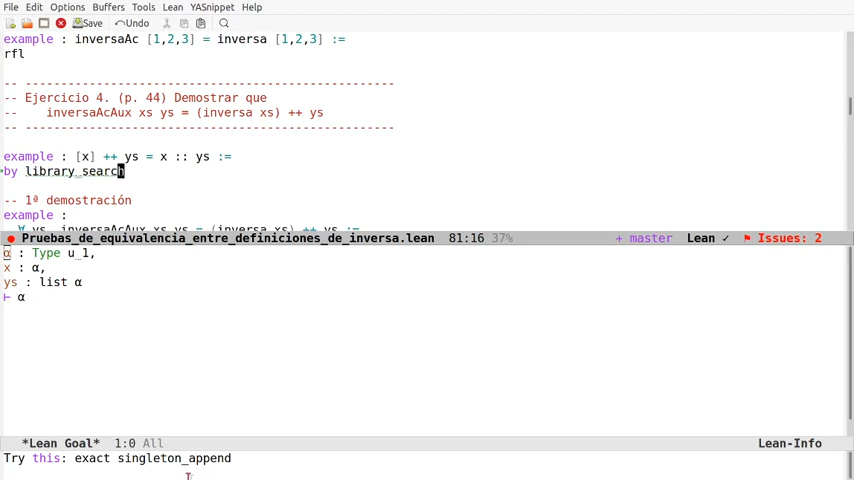 File Edit Options Buffers Tools Lean YASnippet Help
Save Undo
example : inversaAc [1,2,3] = inversa [1,2,3] :=
rfl
-- ---------------------------------------------------
-- Ejercicio 4. (p. 44) Demostrar que
--    inversaAcAux xs ys = (inversa xs) ++ ys
-- ---------------------------------------------------
example : [x] ++ ys = x :: ys :=
by library_search
-- 1ª demostración
example :
∀ ys, inversaAcAux xs ys = (inversa xs) ++ ys :=
Pruebas_de_equivalencia_entre_definiciones_de_inversa.lean 81:16 37% + master Lean ✓ Issues: 2
α : Type u_1,
x : α,
ys : list α
⊢ α
*Lean Goal* 1:0 All Lean-Info
Try this: exact singleton_append